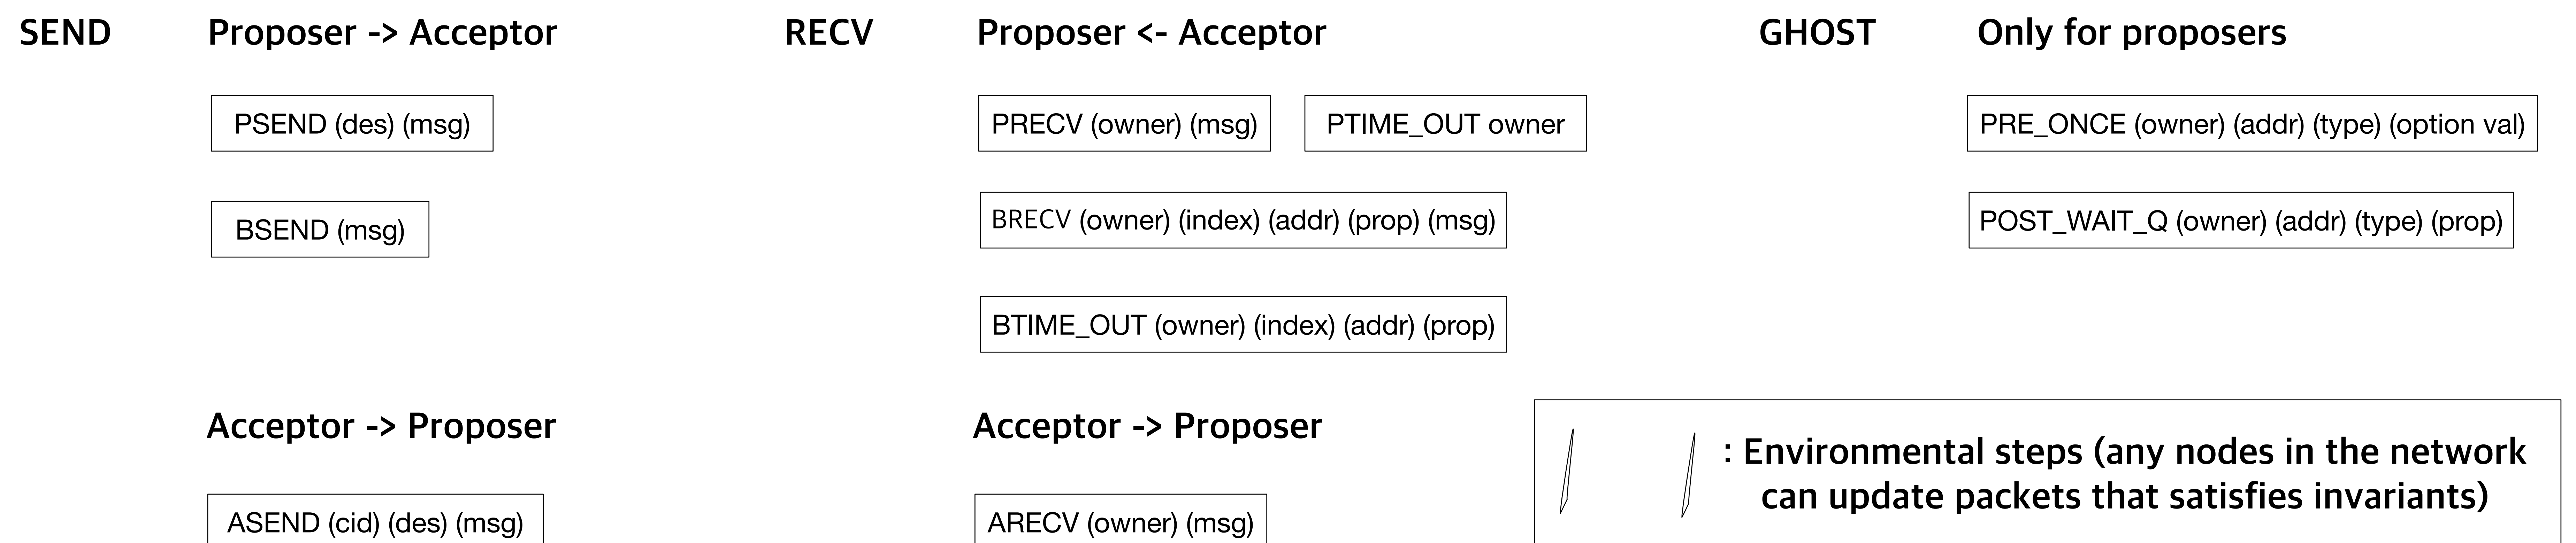 SEND
Proposer -> Acceptor
PSEND (des) (msg)
BSEND (msg)
Acceptor -> Proposer
ASEND (cid) (des) (msg)
RECV
Proposer <- Acceptor
PRECV (owner) (msg)
PTIME_OUT owner
BRECV (owner) (index) (addr) (prop) (msg)
BTIME_OUT (owner) (index) (addr) (prop)
Acceptor -> Proposer
ARECV (owner) (msg)
GHOST
Only for proposers
PRE_ONCE (owner) (addr) (type) (option val)
POST_WAIT_Q (owner) (addr) (type) (prop)
: Environmental steps (any nodes in the network
can update packets that satisfies invariants)